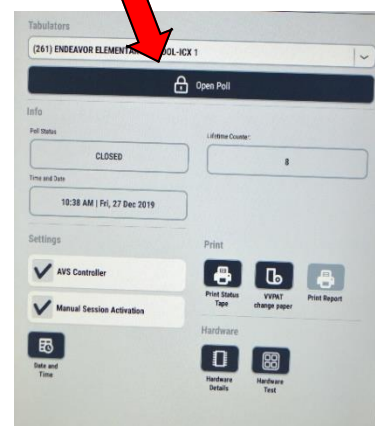 Tabulators
(261) ENDEAVOR ELEMENTA OOL-ICX 1
Open Poll
Info
Poll Status
Lifetime Counter:
CLOSED
8
Time and Date
10:38 AM | Fri, 27 Dec 2019
Settings
Print
AVS Controller
Manual Session Activation
Print Status
Tape
VVPAT
change paper
Print Report
Hardware
Date and
Time
Hardware
Details
Hardware
Test